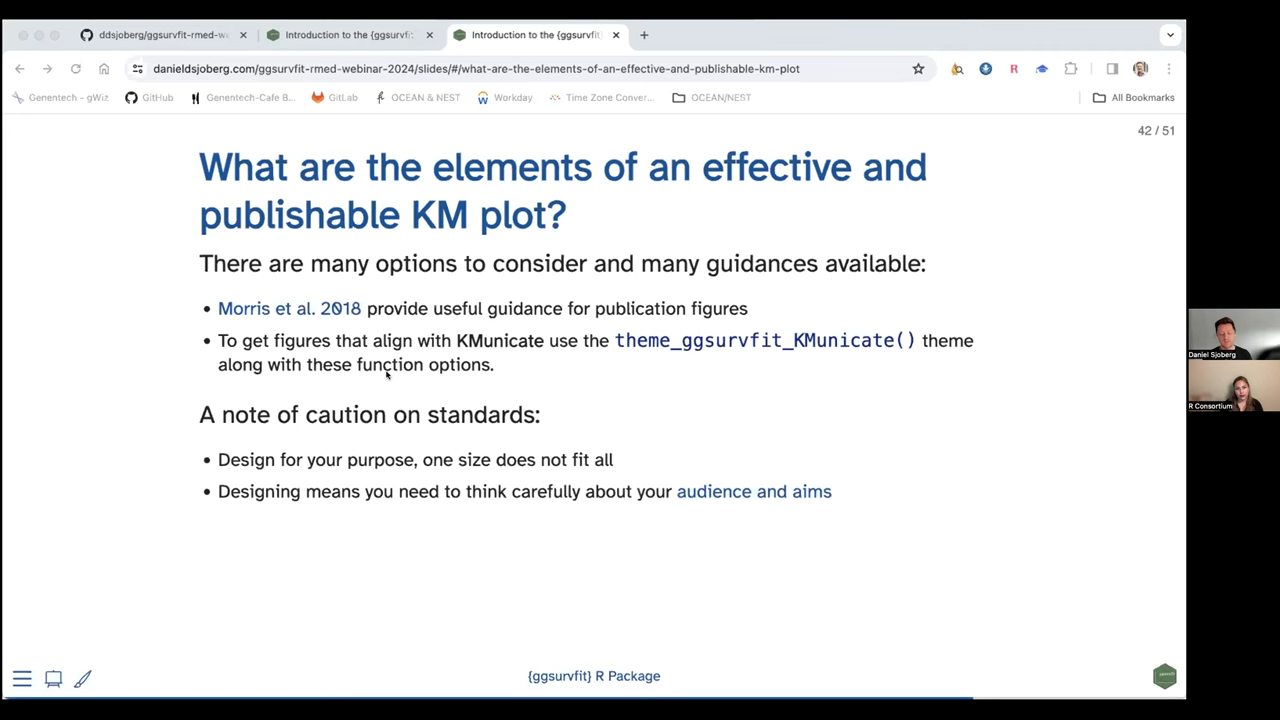 ddsjoberg/ggsurvfit-rmed-we
Introduction to the {ggsurvfit
Introduction to the {ggsurvfit}
danieldsjoberg.com/ggsurvfit-rmed-webinar-2024/slides/#/what-are-the-elements-of-an-effective-and-publishable-km-plot
Genentech - gWiz
GitHub
Genentech-Cafe B...
GitLab
OCEAN & NEST
Workday
Time Zone Conver...
OCEAN/NEST
All Bookmarks
42 / 51
What are the elements of an effective and
publishable KM plot?
There are many options to consider and many guidances available:
• Morris et al. 2018 provide useful guidance for publication figures
• To get figures that align with KMunicate use the theme_ggsurvfit_KMunicate() theme
along with these function options.
A note of caution on standards:
• Design for your purpose, one size does not fit all
• Designing means you need to think carefully about your audience and aims
{ggsurvfit} R Package
Daniel Sjoberg
R Consortium